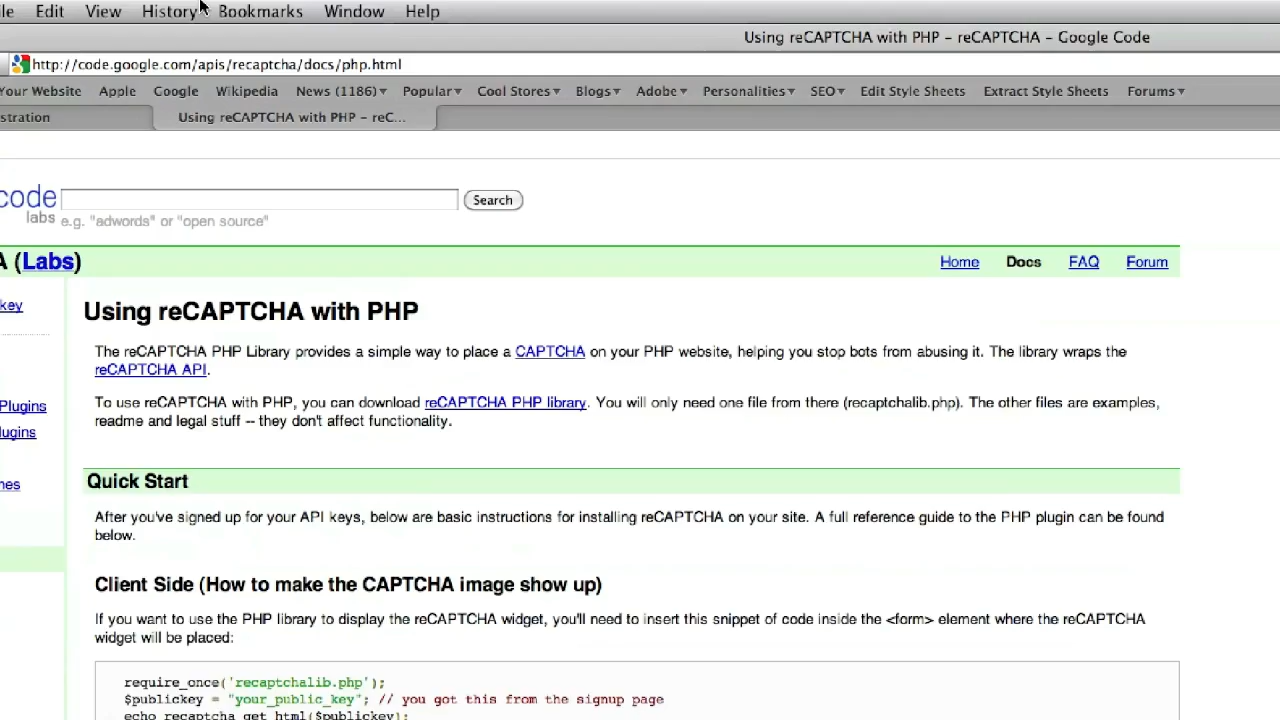 le Edit View History Bookmarks Window Help
Using reCAPTCHA with PHP – reCAPTCHA – Google Code
http://code.google.com/apis/recaptcha/docs/php.html
Your Website Apple Google Wikipedia News (1186) Popular Cool Stores Blogs Adobe Personalities SEO Edit Style Sheets Extract Style Sheets Forums
stration Using reCAPTCHA with PHP – reC...
code Search
labs e.g. "adwords" or "open source"
A (Labs) Home Docs FAQ Forum
key
Using reCAPTCHA with PHP
The reCAPTCHA PHP Library provides a simple way to place a CAPTCHA on your PHP website, helping you stop bots from abusing it. The library wraps the
reCAPTCHA API.
Plugins
To use reCAPTCHA with PHP, you can download reCAPTCHA PHP library. You will only need one file from there (recaptchalib.php). The other files are examples,
readme and legal stuff -- they don't affect functionality.
lugins
nes
Quick Start
After you've signed up for your API keys, below are basic instructions for installing reCAPTCHA on your site. A full reference guide to the PHP plugin can be found
below.
Client Side (How to make the CAPTCHA image show up)
If you want to use the PHP library to display the reCAPTCHA widget, you'll need to insert this snippet of code inside the <form> element where the reCAPTCHA
widget will be placed:
require_once('recaptchalib.php');
$publickey = "your_public_key"; // you got this from the signup page
echo recaptcha_get_html($publickey);